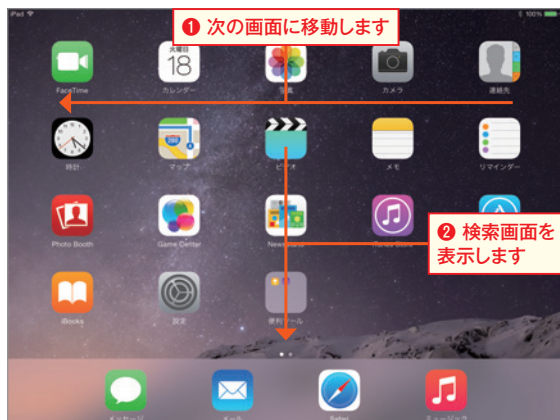 iPad
100%
❶ 次の画面に移動します
火曜日
18
FaceTime
カレンダー
写真
カメラ
連絡先
280
時計
マップ
ビデオ
メモ
リマインダー
Photo Booth
Game Center
iTunes Store
❷ 検索画面を
表示します
iBooks
設定
便利ツール
メッセージ
メール
Safari
ミュージック